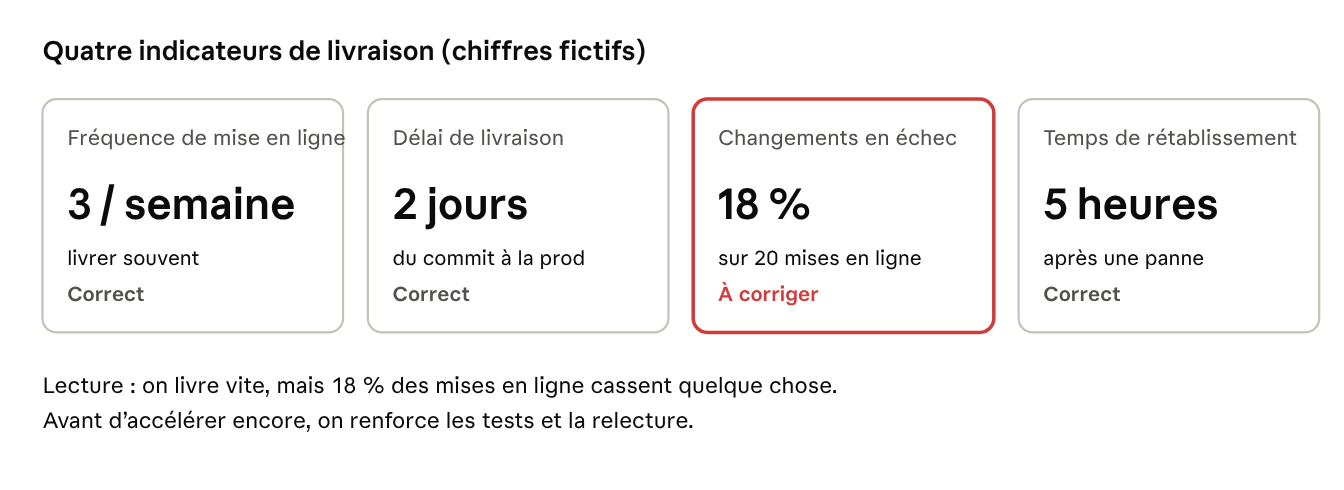 Quatre indicateurs de livraison (chiffres fictifs)
Fréquence de mise en ligne
3 / semaine
livrer souvent
Correct
Délai de livraison
2 jours
du commit à la prod
Correct
Changements en échec
18 %
sur 20 mises en ligne
À corriger
Temps de rétablissement
5 heures
après une panne
Correct
Lecture : on livre vite, mais 18 % des mises en ligne cassent quelque chose.
Avant d’accélérer encore, on renforce les tests et la relecture.